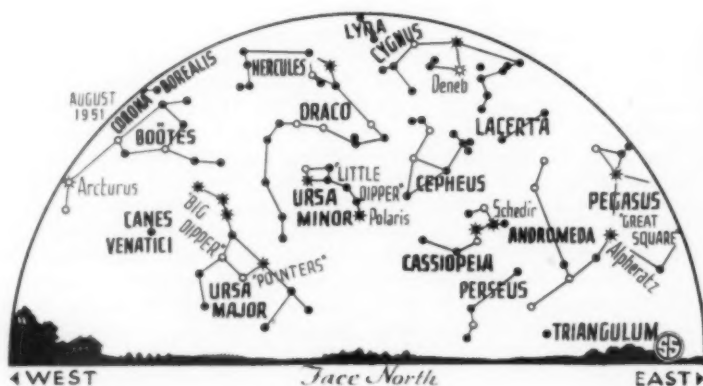 LYRA
CYGNUS
HERCULES
Deneb
CORONA BOREALIS
AUGUST
1951
DRACO
LACERTA
BOÖTES
"LITTLE
DIPPER"
CEPHEUS
Arcturus
URSA
MINOR
Polaris
PEGASUS
"GREAT
SQUARE"
"BIG
DIPPER"
Schedir
CANES
VENATICI
ANDROMEDA
Alpheratz
"POINTERS"
CASSIOPEIA
URSA
MAJOR
PERSEUS
TRIANGULUM
SS
WEST
Face North
EAST